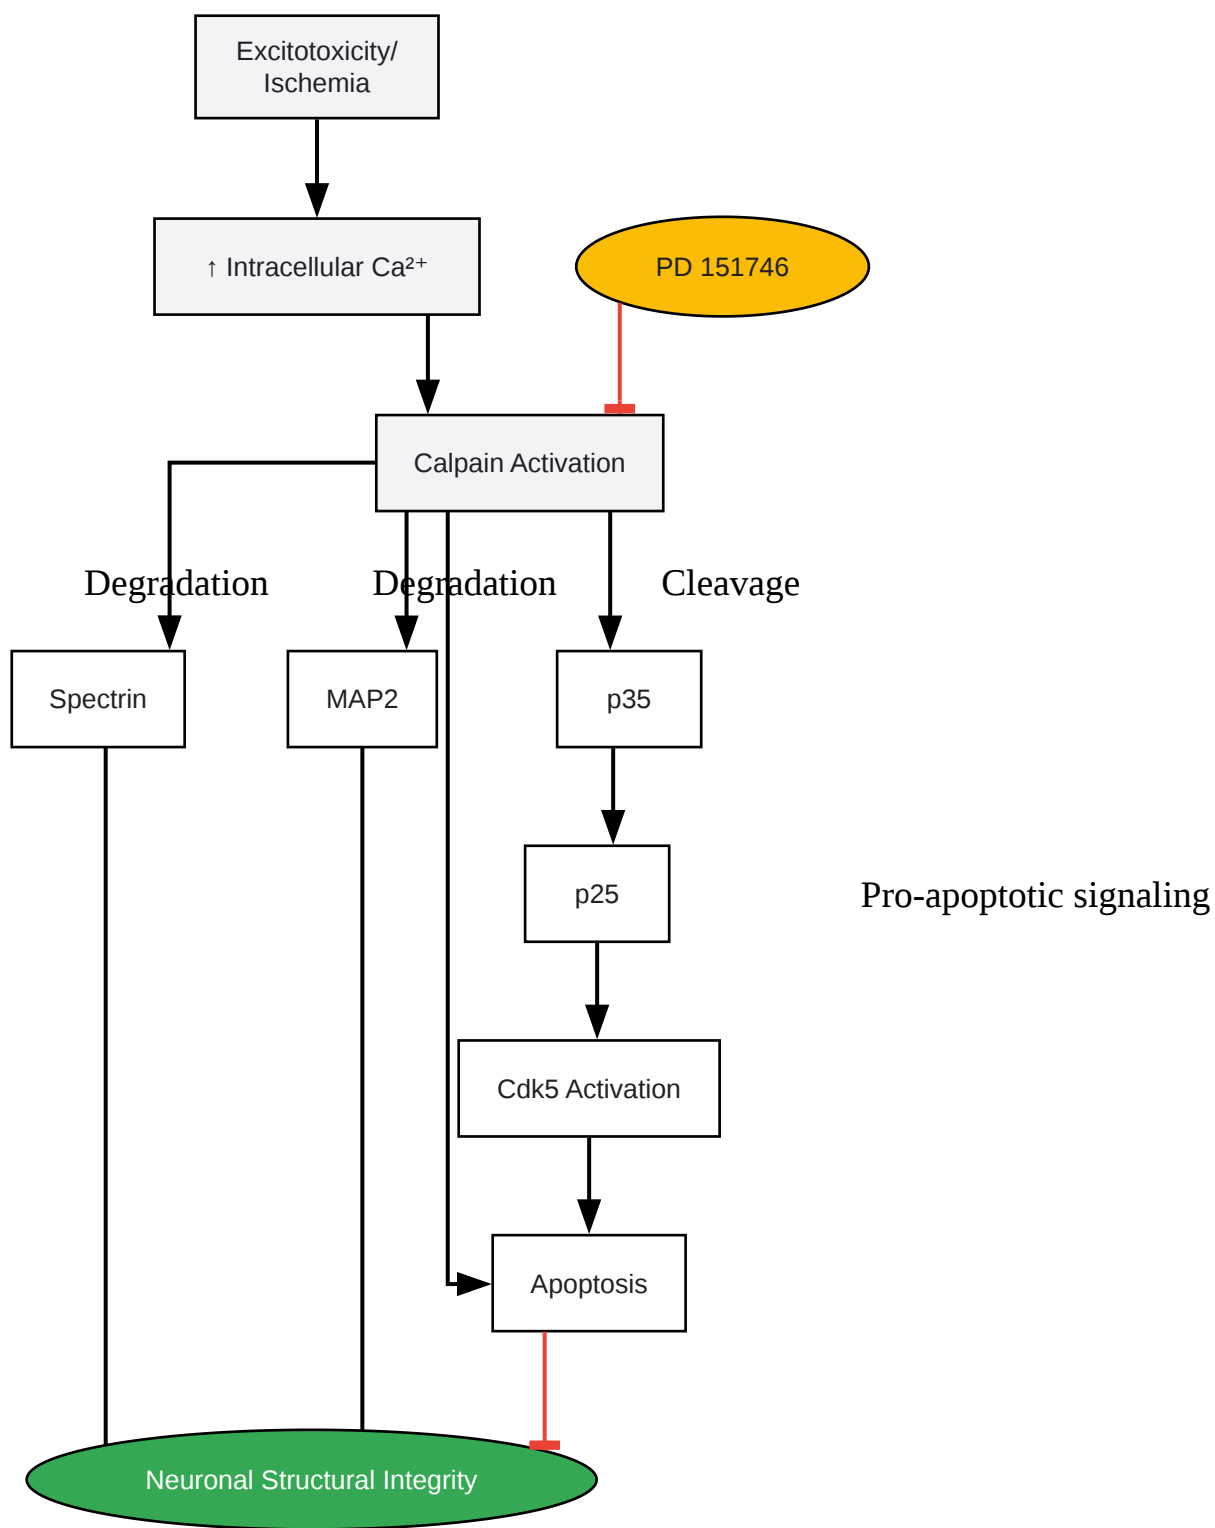 Excitotoxicity/
Ischemia
↑ Intracellular Ca²⁺
PD 151746
Calpain Activation
Degradation
Degradation
Cleavage
Spectrin
MAP2
p35
p25
Pro-apoptotic signaling
Cdk5 Activation
Apoptosis
Neuronal Structural Integrity